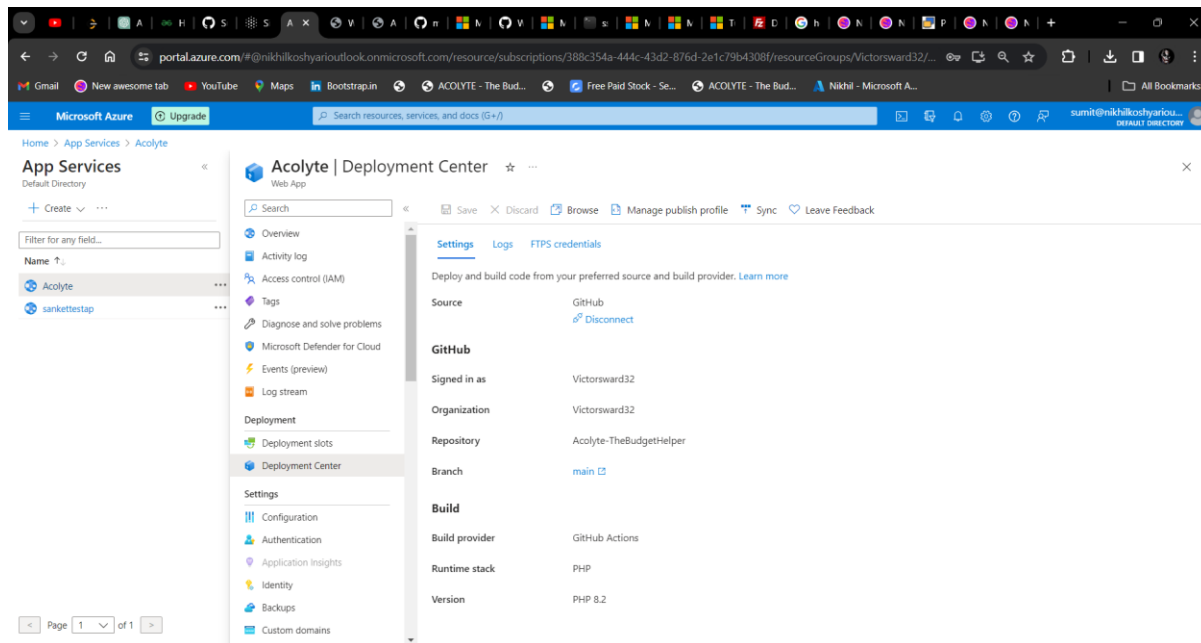 portal.azure.com/#@nikhilkoshyarioutlook.onmicrosoft.com/resource/subscriptions/388c354a-444c-43d2-876d-2e1c79b4308f/resourceGroups/Victorsward32/...
Gmail New awesome tab YouTube Maps Bootstrap.in ACOLYTE - The Bud... Free Paid Stock - Se... ACOLYTE - The Bud... Nikhil - Microsoft A... All Bookmarks
Microsoft Azure Upgrade Search resources, services, and docs (G+/) sumit@nikhilkoshyariou...
DEFAULT DIRECTORY
Home > App Services > Acolyte
App Services
Default Directory
+ Create ...
Filter for any field...
Name ↑
Acolyte ...
sankettestap ...
< Page 1 of 1 >
Acolyte | Deployment Center ☆ ...
Web App
Search «
Overview
Activity log
Access control (IAM)
Tags
Diagnose and solve problems
Microsoft Defender for Cloud
Events (preview)
Log stream
Deployment
Deployment slots
Deployment Center
Settings
Configuration
Authentication
Application Insights
Identity
Backups
Custom domains
Save Discard Browse Manage publish profile Sync Leave Feedback
Settings Logs FTPS credentials
Deploy and build code from your preferred source and build provider. Learn more
Source GitHub
Disconnect
GitHub
Signed in as Victorsward32
Organization Victorsward32
Repository Acolyte-TheBudgetHelper
Branch main
Build
Build provider GitHub Actions
Runtime stack PHP
Version PHP 8.2